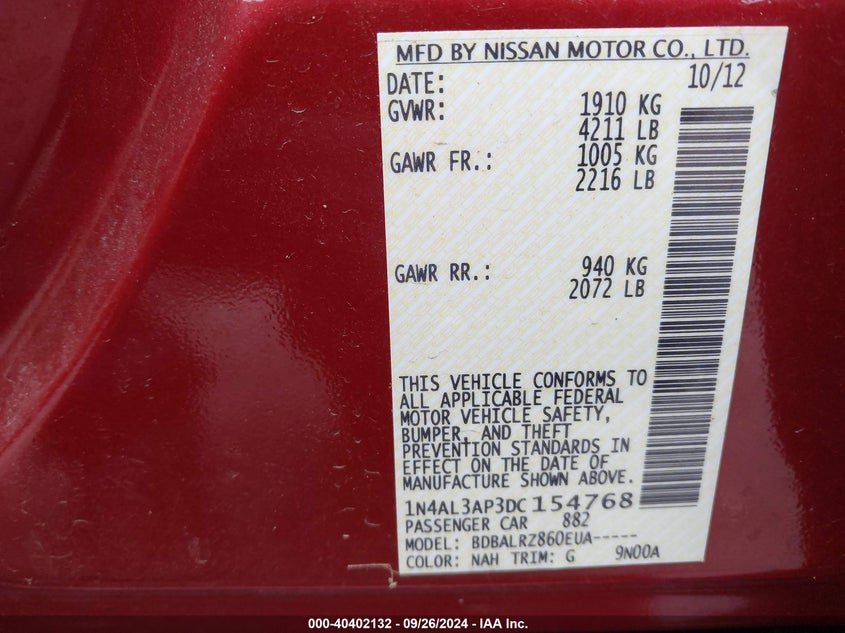 MFD BY NISSAN MOTOR CO., LTD.
DATE: 10/12
GVWR: 1910 KG
4211 LB
GAWR FR.: 1005 KG
2216 LB
GAWR RR.: 940 KG
2072 LB
THIS VEHICLE CONFORMS TO
ALL APPLICABLE FEDERAL
MOTOR VEHICLE SAFETY,
BUMPER, AND THEFT
PREVENTION STANDARDS IN
EFFECT ON THE DATE OF
MANUFACTURE SHOWN ABOVE.
1N4AL3AP3DC154768
PASSENGER CAR 882
MODEL: BDBALRZ860EUA-----
COLOR: NAH TRIM: G 9N00A
000-40402132 - 09/26/2024 - IAA Inc.